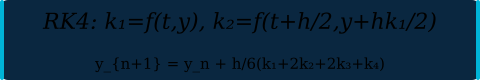 RK4: k₁=f(t,y), k₂=f(t+h/2,y+hk₁/2)
y_{n+1} = y_n + h/6(k₁+2k₂+2k₃+k₄)